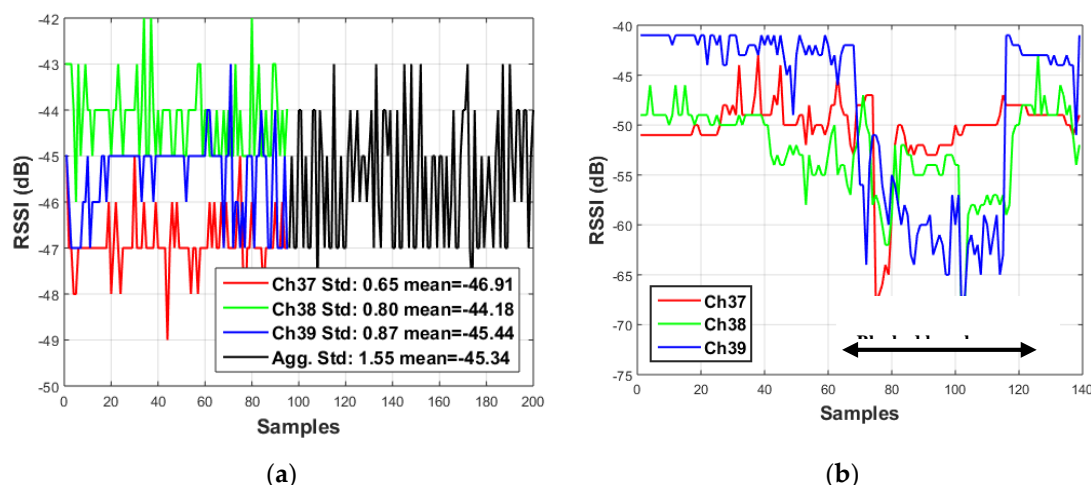 RSSI (dB)
-42
-43
-44
-45
-46
-47
-48
-49
-50
0 20 40 60 80 100 120 140 160 180 200
Samples
Ch37 Std: 0.65 mean=-46.91
Ch38 Std: 0.80 mean=-44.18
Ch39 Std: 0.87 mean=-45.44
Agg. Std: 1.55 mean=-45.34
(a)
RSSI (dB)
-40
-45
-50
-55
-60
-65
-70
-75
0 20 40 60 80 100 120 140
Samples
Ch37
Ch38
Ch39
(b)